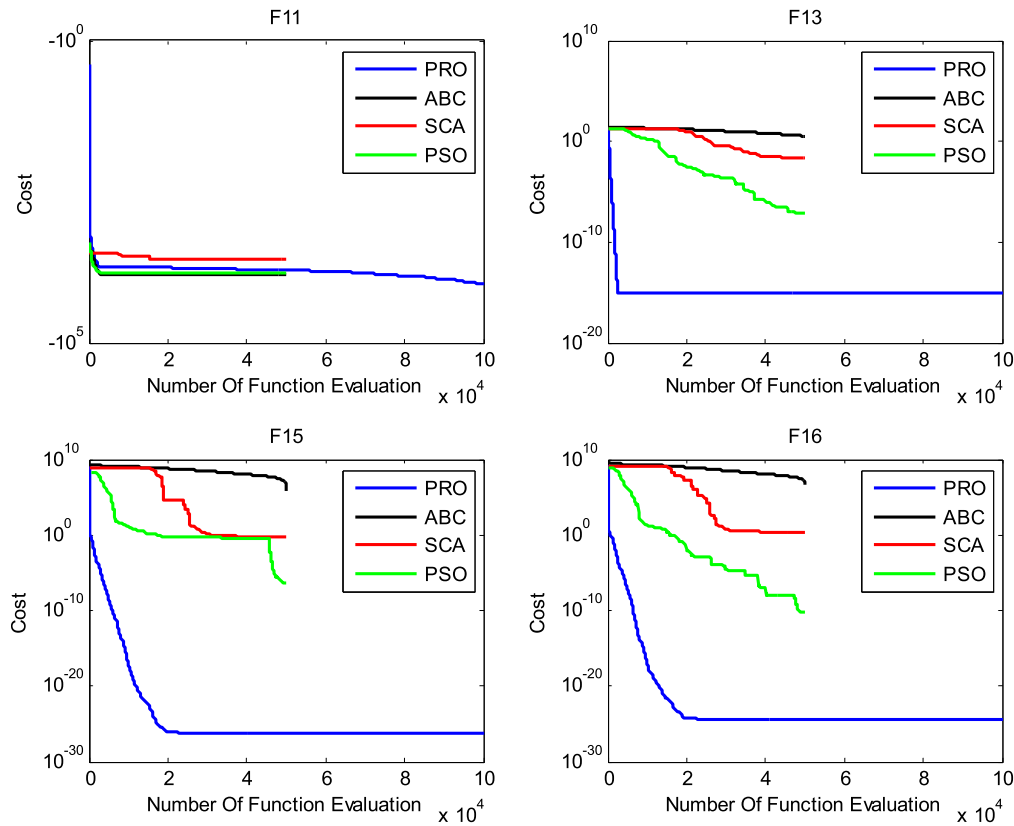 F11
-10^0
-10^5
Cost
0 2 4 6 8 10
Number Of Function Evaluation
x 10^4
PRO
ABC
SCA
PSO
F13
10^10
10^0
10^-10
10^-20
Cost
0 2 4 6 8 10
Number Of Function Evaluation
x 10^4
PRO
ABC
SCA
PSO
F15
10^10
10^0
10^-10
10^-20
10^-30
Cost
0 2 4 6 8 10
Number Of Function Evaluation
x 10^4
PRO
ABC
SCA
PSO
F16
10^10
10^0
10^-10
10^-20
10^-30
Cost
0 2 4 6 8 10
Number Of Function Evaluation
x 10^4
PRO
ABC
SCA
PSO